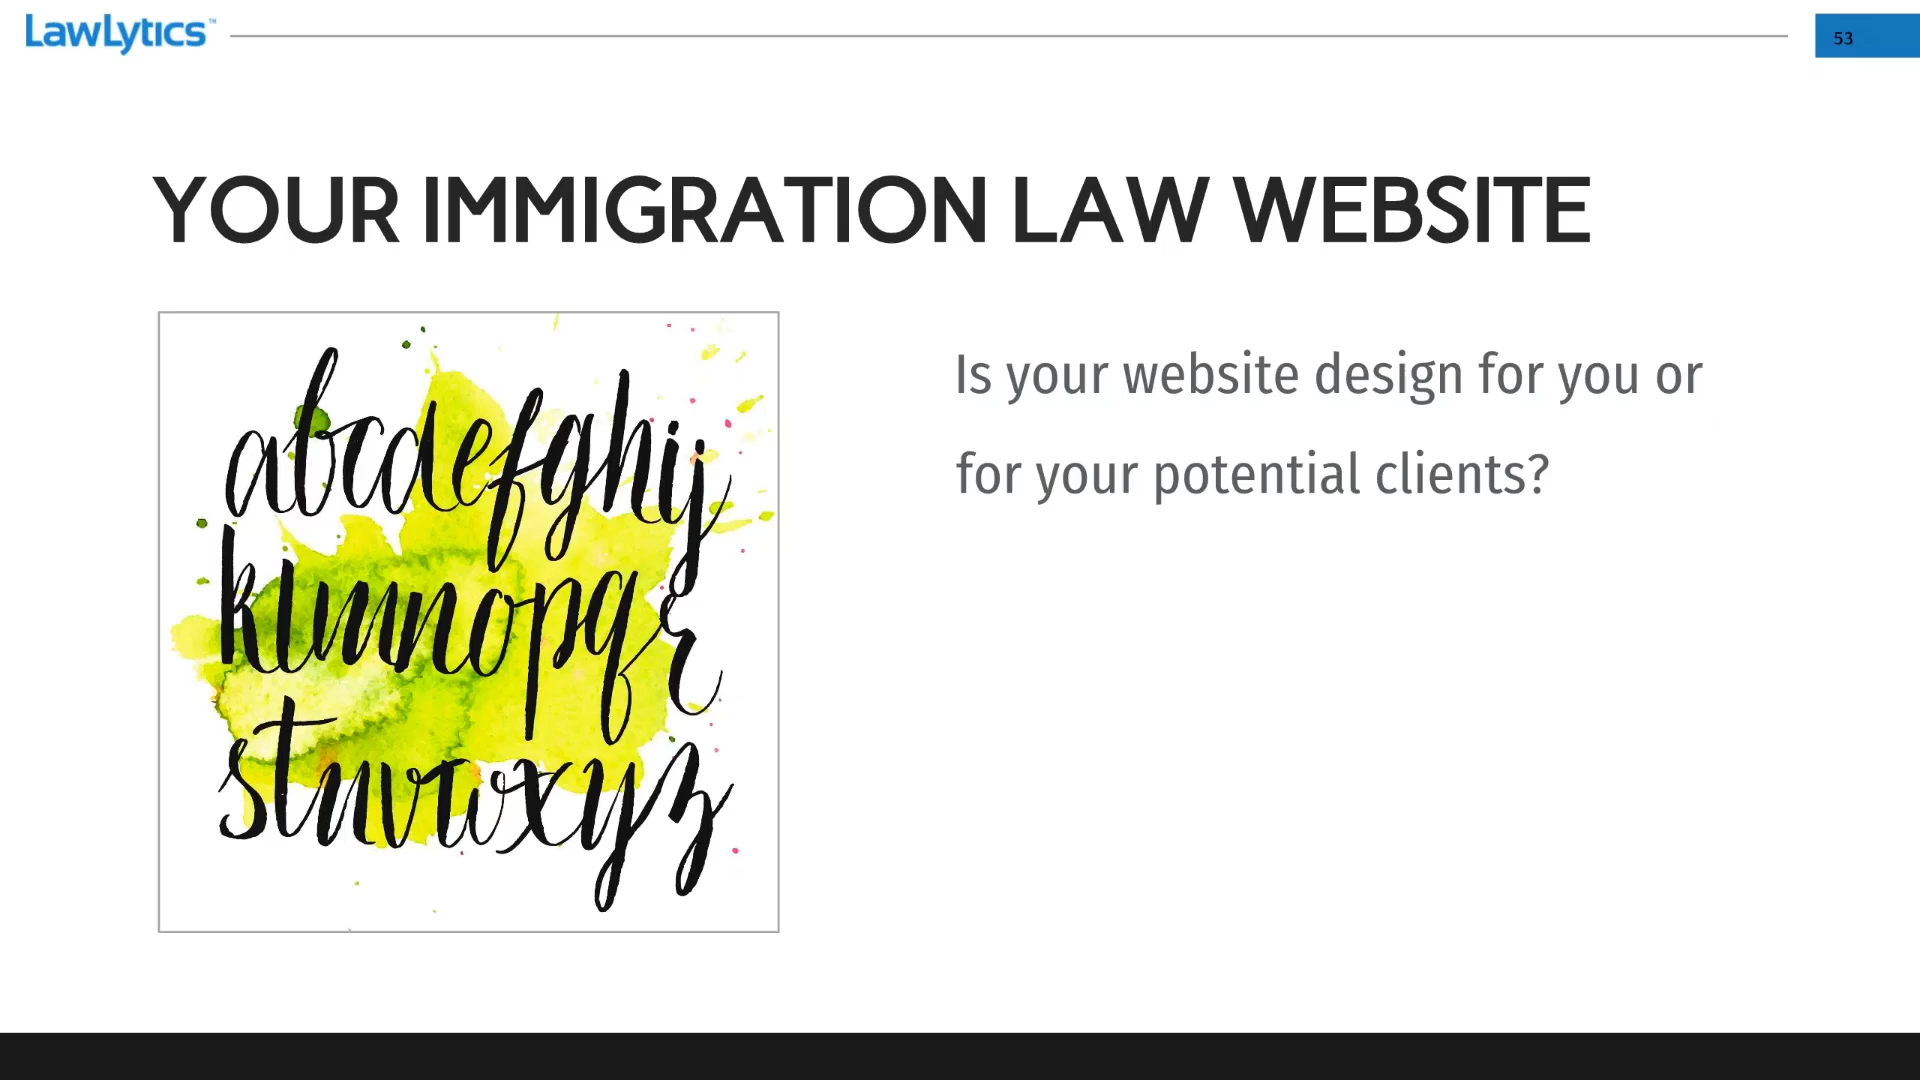 LawLytics™
53
YOUR IMMIGRATION LAW WEBSITE
abcdefghij
klmnopqr
stuvwxyz
Is your website design for you or
for your potential clients?